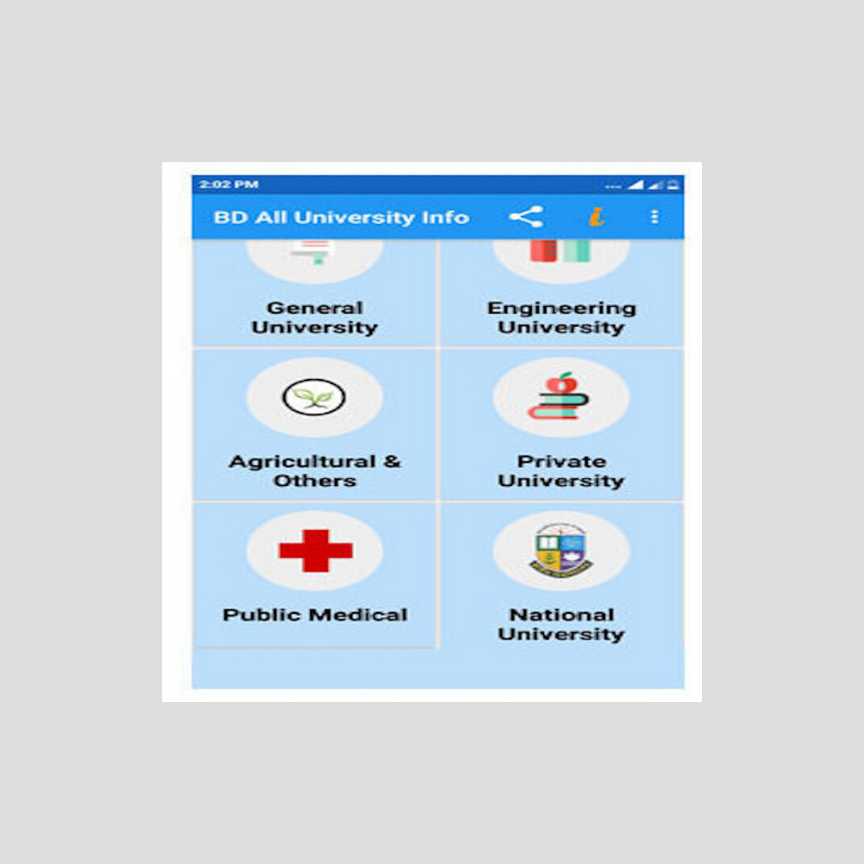 2:02 PM
BD All University Info
General
University
Engineering
University
Agricultural &
Others
Private
University
Public Medical
National
University